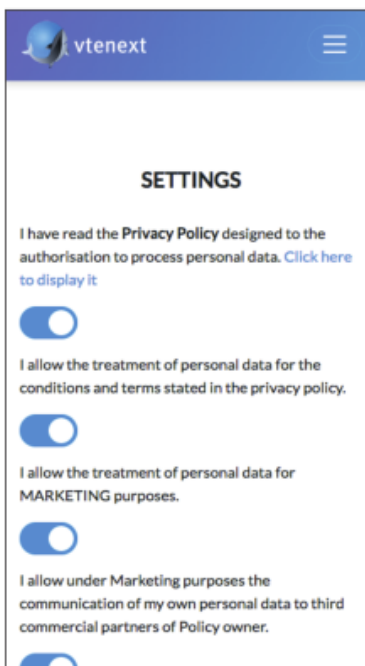 vtenext
SETTINGS
I have read the Privacy Policy designed to the
authorisation to process personal data. Click here
to display it
I allow the treatment of personal data for the
conditions and terms stated in the privacy policy.
I allow the treatment of personal data for
MARKETING purposes.
I allow under Marketing purposes the
communication of my own personal data to third
commercial partners of Policy owner.